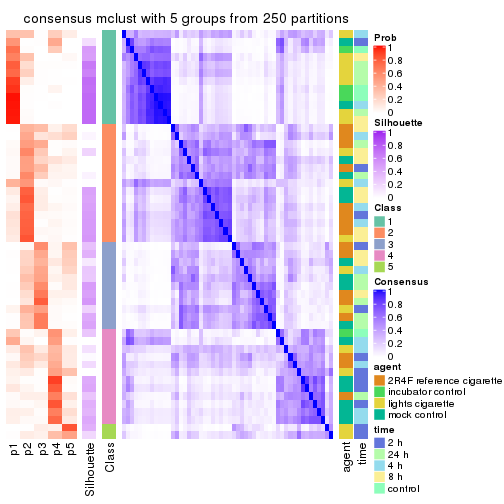 consensus mclust with 5 groups from 250 partitions
Prob
1
0.8
0.6
0.4
0.2
0
Silhouette
1
0.8
0.6
0.4
0.2
0
Class
1
2
3
4
5
Consensus
1
0.8
0.6
0.4
0.2
0
agent
2R4F reference cigarette
incubator control
lights cigarette
mock control
time
2 h
24 h
4 h
8 h
control
p1
p2
p3
p4
p5
Silhouette
Class
agent
time